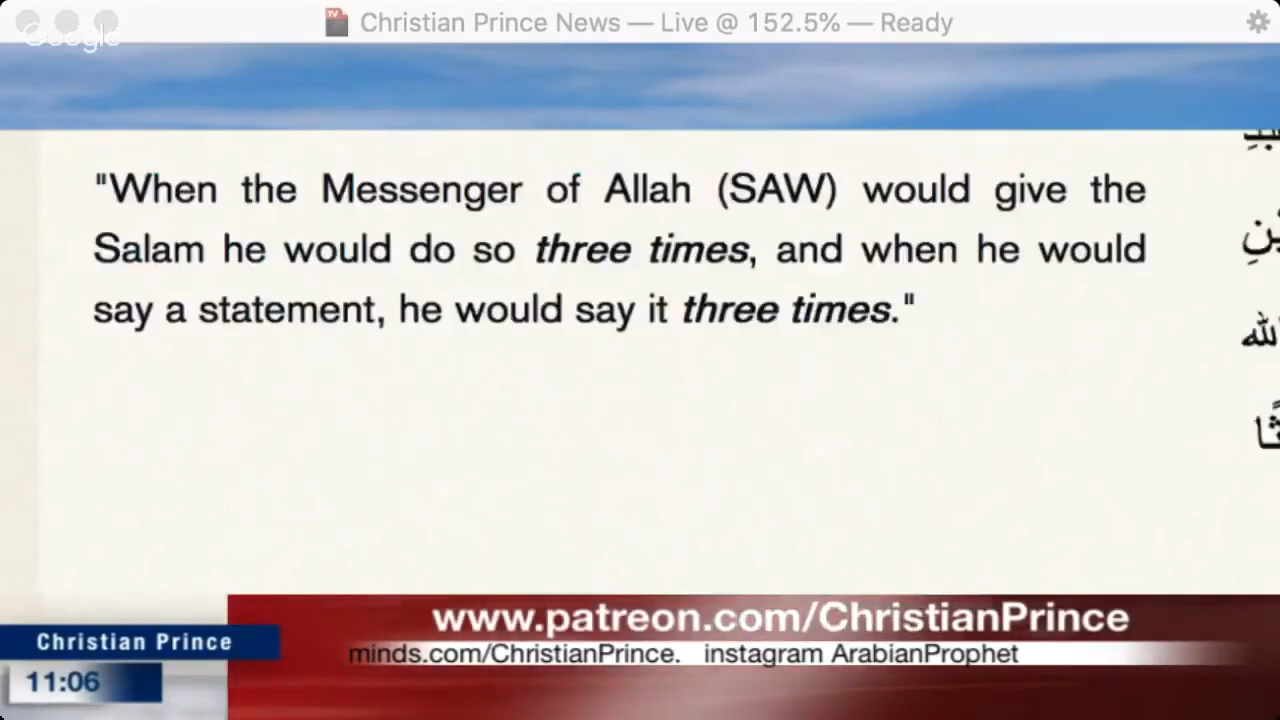 Christian Prince News — Live @ 152.5% — Ready
Google
"When the Messenger of Allah (SAW) would give the
Salam he would do so three times, and when he would
say a statement, he would say it three times."
الله
www.patreon.com/ChristianPrince
Christian Prince
minds.com/ChristianPrince. instagram ArabianProphet
11:06